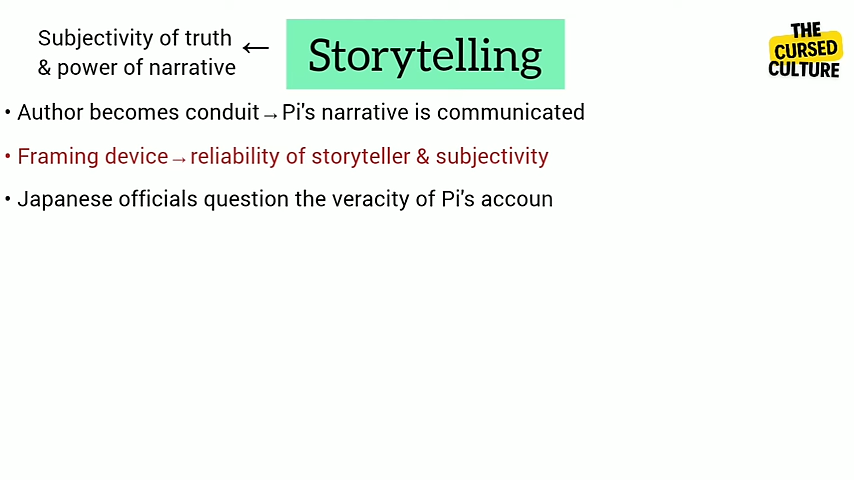 Subjectivity of truth ←
& power of narrative
Storytelling
THE
CURSED
CULTURE
• Author becomes conduit→Pi's narrative is communicated
• Framing device→reliability of storyteller & subjectivity
• Japanese officials question the veracity of Pi's accoun